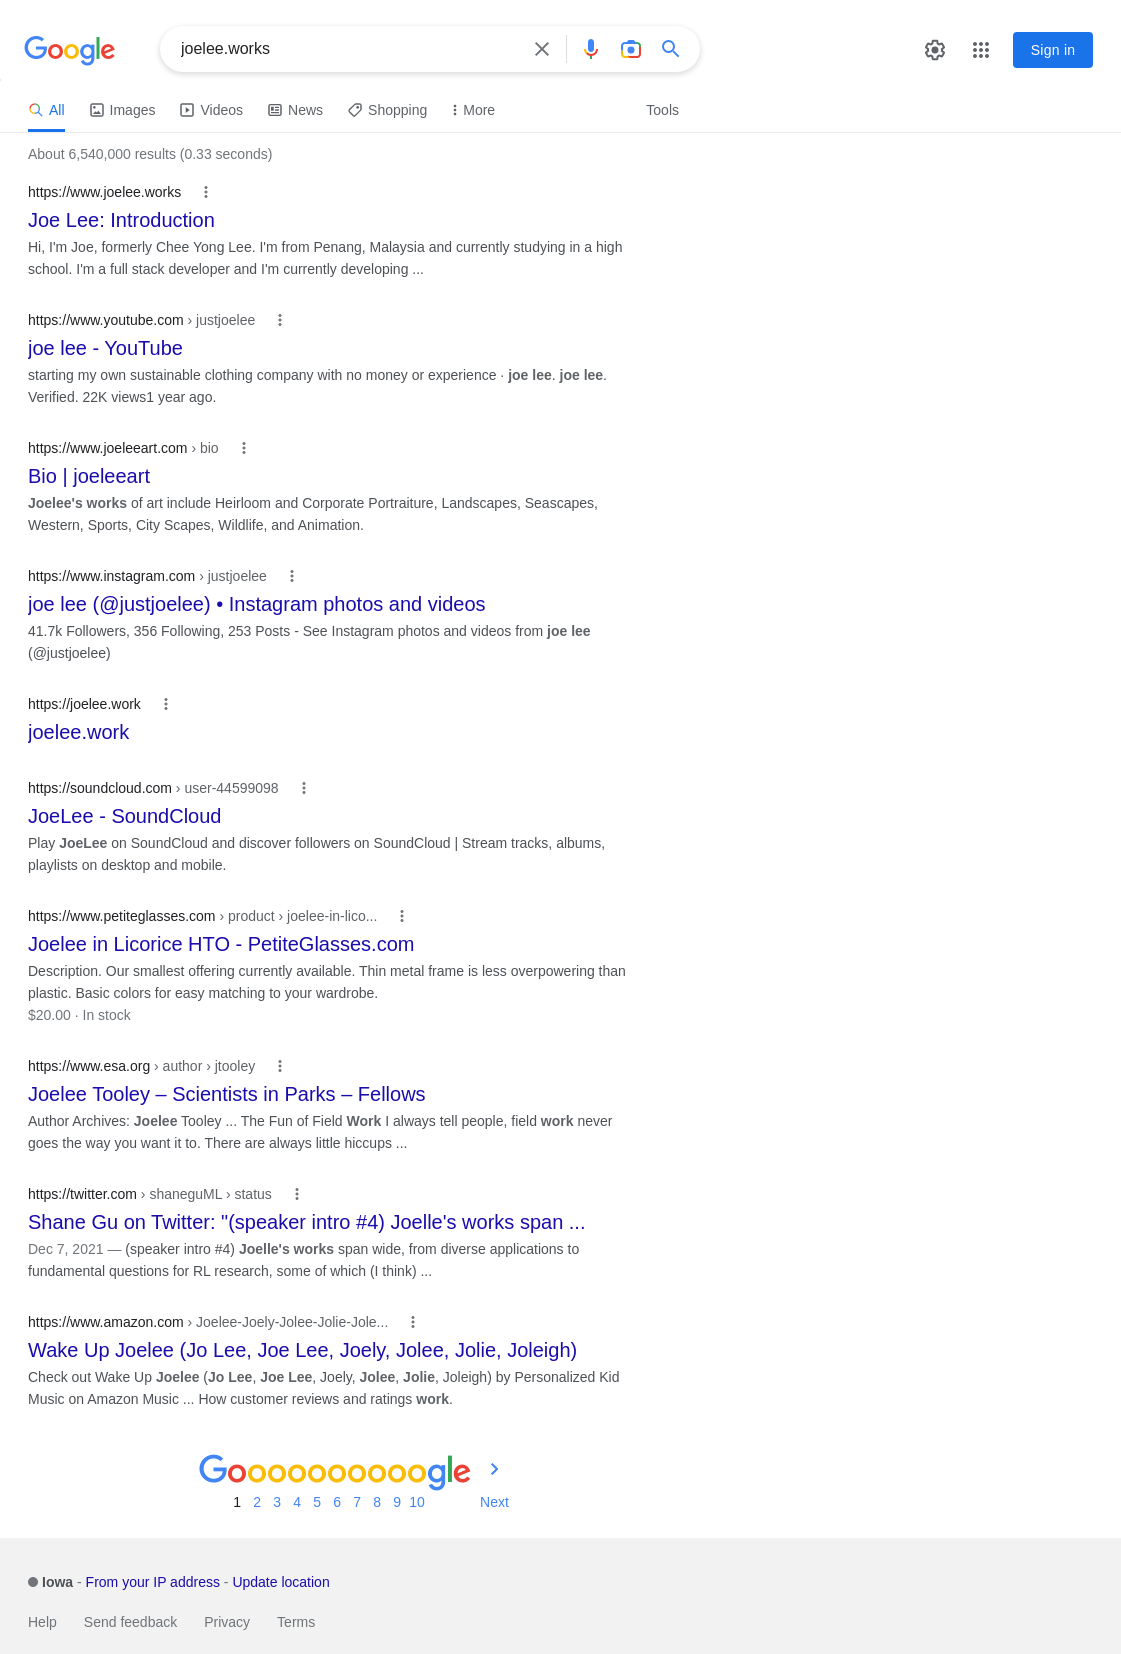 Google
joelee.works
Sign in
All Images Videos News Shopping More Tools
About 6,540,000 results (0.33 seconds)
https://www.joelee.works
Joe Lee: Introduction
Hi, I'm Joe, formerly Chee Yong Lee. I'm from Penang, Malaysia and currently studying in a high
school. I'm a full stack developer and I'm currently developing ...
https://www.youtube.com › justjoelee
joe lee - YouTube
starting my own sustainable clothing company with no money or experience · joe lee. joe lee.
Verified. 22K views1 year ago.
https://www.joeleeart.com › bio
Bio | joeleeart
Joelee's works of art include Heirloom and Corporate Portraiture, Landscapes, Seascapes,
Western, Sports, City Scapes, Wildlife, and Animation.
https://www.instagram.com › justjoelee
joe lee (@justjoelee) • Instagram photos and videos
41.7k Followers, 356 Following, 253 Posts - See Instagram photos and videos from joe lee
(@justjoelee)
https://joelee.work
joelee.work
https://soundcloud.com › user-44599098
JoeLee - SoundCloud
Play JoeLee on SoundCloud and discover followers on SoundCloud | Stream tracks, albums,
playlists on desktop and mobile.
https://www.petiteglasses.com › product › joelee-in-lico...
Joelee in Licorice HTO - PetiteGlasses.com
Description. Our smallest offering currently available. Thin metal frame is less overpowering than
plastic. Basic colors for easy matching to your wardrobe.
$20.00 · In stock
https://www.esa.org › author › jtooley
Joelee Tooley – Scientists in Parks – Fellows
Author Archives: Joelee Tooley ... The Fun of Field Work I always tell people, field work never
goes the way you want it to. There are always little hiccups ...
https://twitter.com › shaneguML › status
Shane Gu on Twitter: "(speaker intro #4) Joelle's works span ...
Dec 7, 2021 — (speaker intro #4) Joelle's works span wide, from diverse applications to
fundamental questions for RL research, some of which (I think) ...
https://www.amazon.com › Joelee-Joely-Jolee-Jolie-Jole...
Wake Up Joelee (Jo Lee, Joe Lee, Joely, Jolee, Jolie, Joleigh)
Check out Wake Up Joelee (Jo Lee, Joe Lee, Joely, Jolee, Jolie, Joleigh) by Personalized Kid
Music on Amazon Music ... How customer reviews and ratings work.
Goooooooooogle
1 2 3 4 5 6 7 8 9 10 Next
Iowa - From your IP address - Update location
Help Send feedback Privacy Terms